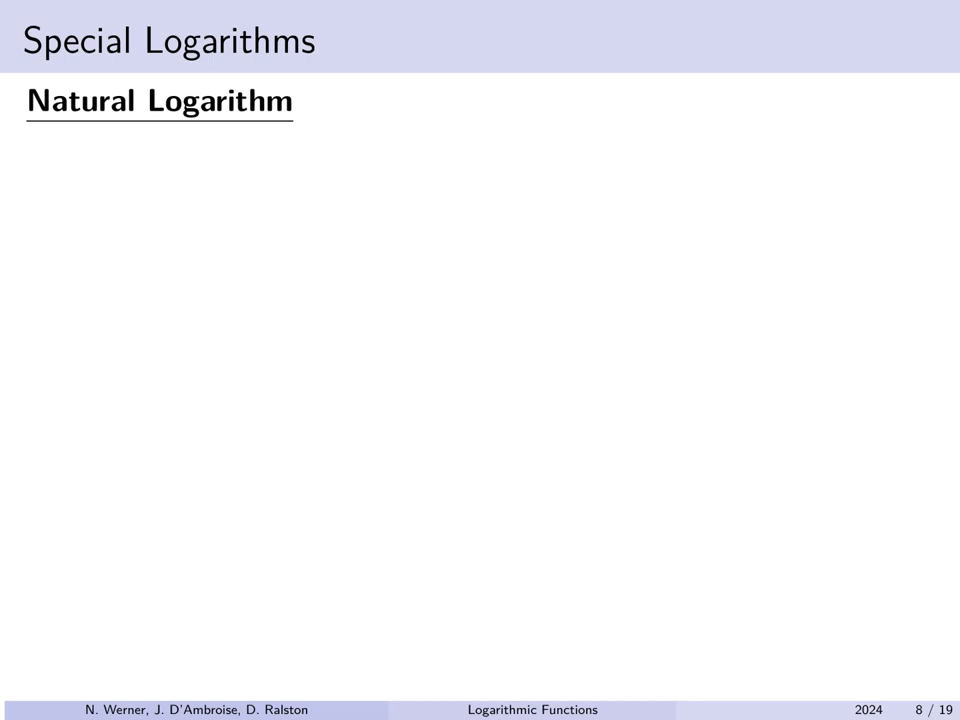 Special Logarithms
Natural Logarithm
N. Werner, J. D'Ambroise, D. Ralston Logarithmic Functions 2024 8 / 19